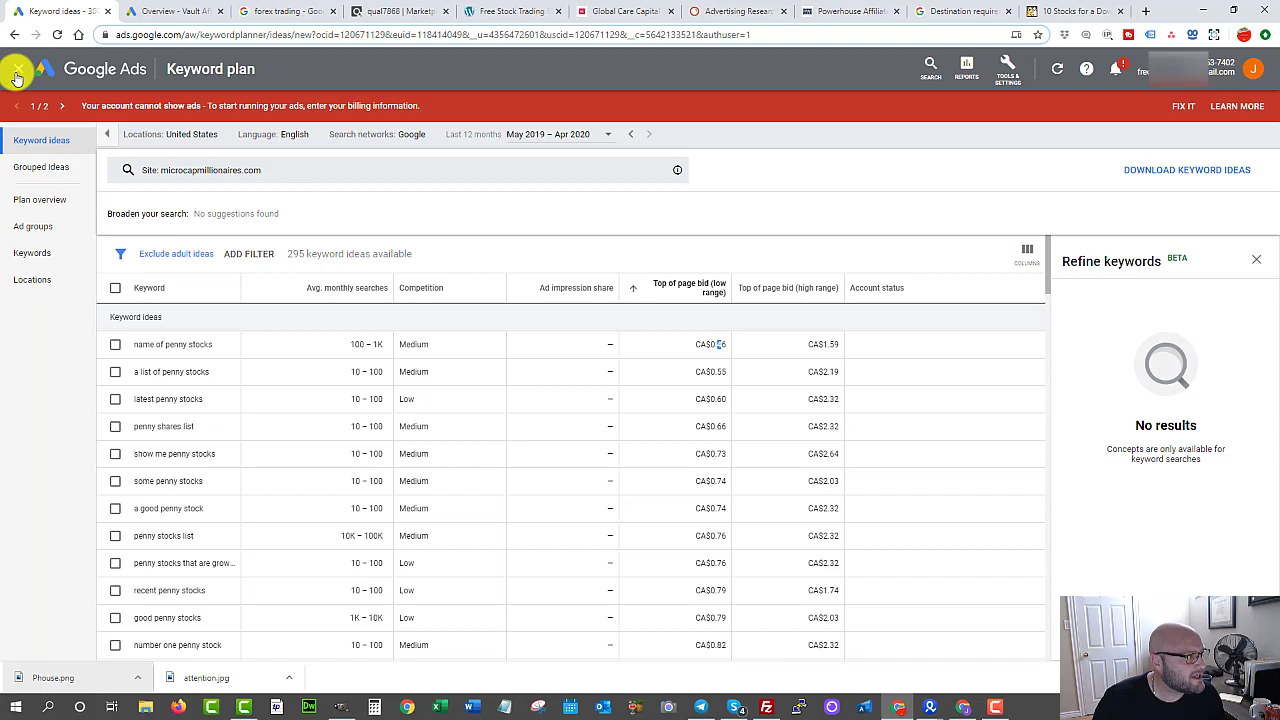 Keyword ideas - 30
Overview - Vault Af
forex trading - Goo
qual7868 | Marketp
Free Stock Trading
Global Care Capital
Advertising Resear
Powerhouse Affiliat
Destination require
10 Stocks for a Dow
ads.google.com/aw/keywordplanner/ideas/new?ocid=120671129&euid=1184140498&__u=4356472601&uscid=120671129&__c=5642133521&authuser=1
Google Ads
Keyword plan
SEARCH
REPORTS
TOOLS & SETTINGS
53-7402
fre
mail.com
J
1 / 2
Your account cannot show ads - To start running your ads, enter your billing information.
FIX IT
LEARN MORE
Keyword ideas
Grouped ideas
Plan overview
Ad groups
Keywords
Locations
Locations: United States
Language: English
Search networks: Google
Last 12 months
May 2019 – Apr 2020
Site: microcapmillionaires.com
DOWNLOAD KEYWORD IDEAS
Broaden your search: No suggestions found
Exclude adult ideas
ADD FILTER
295 keyword ideas available
COLUMNS
Keyword
Avg. monthly searches
Competition
Ad impression share
Top of page bid (low
range)
Top of page bid (high range)
Account status
Keyword ideas
name of penny stocks 100 – 1K Medium – CA$0.46 CA$1.59
a list of penny stocks 10 – 100 Medium – CA$0.55 CA$2.19
latest penny stocks 10 – 100 Low – CA$0.60 CA$2.32
penny shares list 10 – 100 Medium – CA$0.66 CA$2.32
show me penny stocks 10 – 100 Medium – CA$0.73 CA$2.64
some penny stocks 10 – 100 Medium – CA$0.74 CA$2.03
a good penny stock 10 – 100 Medium – CA$0.74 CA$2.32
penny stocks list 10K – 100K Medium – CA$0.76 CA$2.32
penny stocks that are grow... 10 – 100 Low – CA$0.76 CA$2.32
recent penny stocks 10 – 100 Low – CA$0.79 CA$1.74
good penny stocks 1K – 10K Low – CA$0.79 CA$2.03
number one penny stock 10 – 100 Medium – CA$0.82 CA$2.32
Refine keywords BETA
No results
Concepts are only available for
keyword searches
Phouse.png
attention.jpg